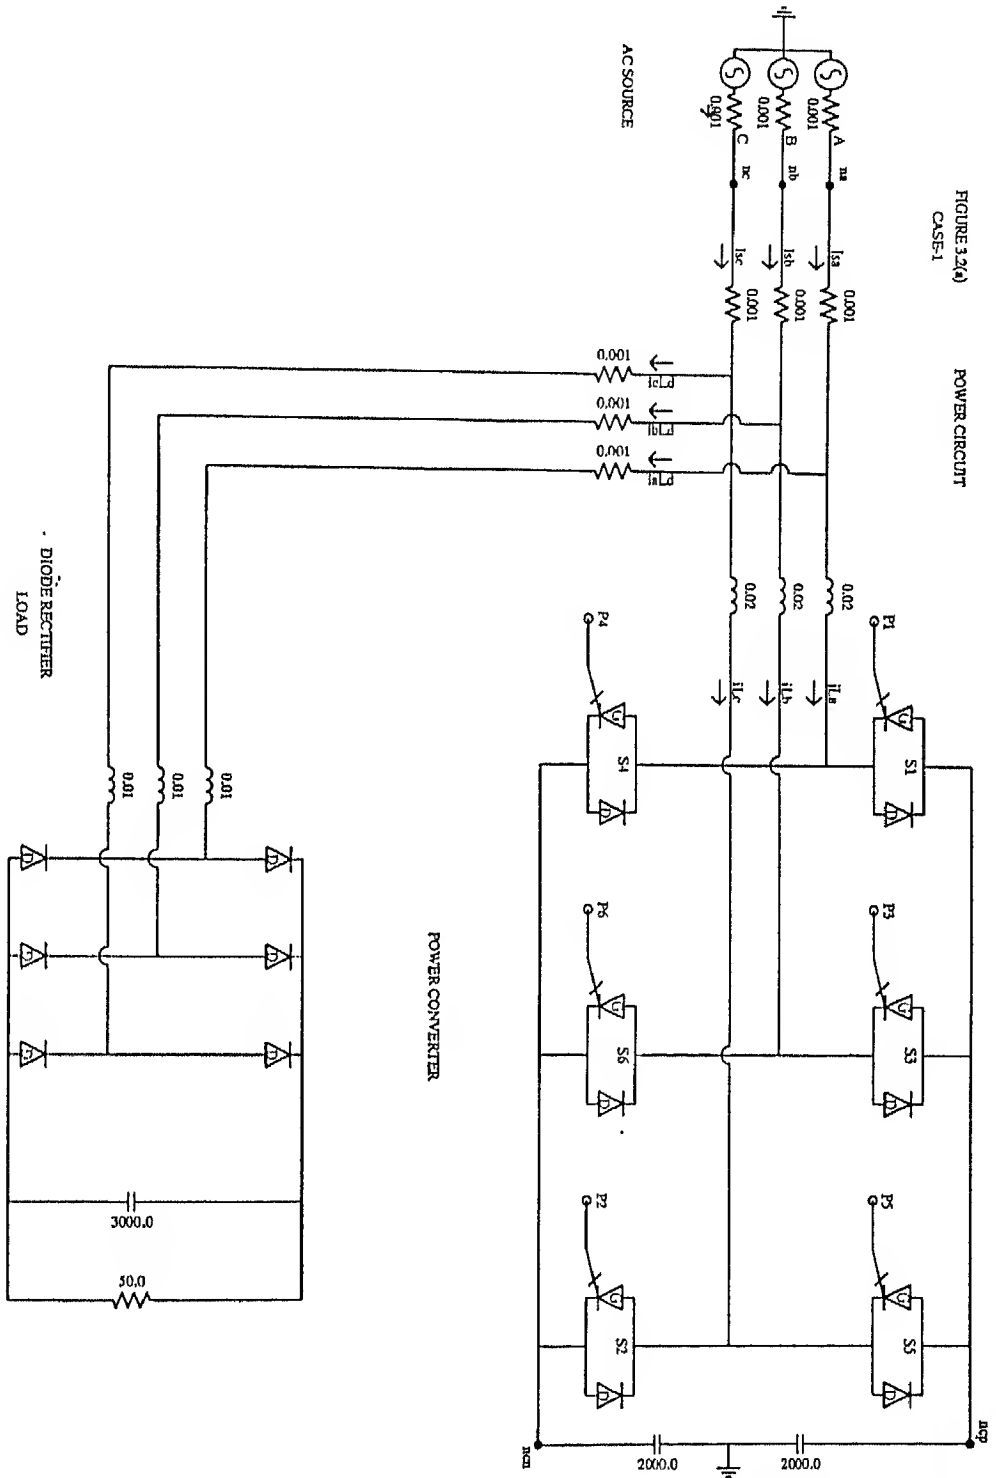 FIGURE 3.2(a)
CASE-1
POWER CIRCUIT
AC SOURCE
A
0.001
na
Isa
0.001
0.02
iLa
B
0.001
nb
Isb
0.001
0.02
iLb
C
0.001
nc
Isc
0.001
0.02
iLc
0.001
IcLd
0.001
IbLd
0.001
IaLd
P1
G
S1
D
P3
G
S3
D
P5
G
S5
D
ncp
P4
G
S4
D
P6
G
S6
D
P2
G
S2
D
ncn
2000.0
2000.0
POWER CONVERTER
0.01
0.01
0.01
D
D
D
D
D
D
3000.0
50.0
DIODE RECTIFIER
LOAD